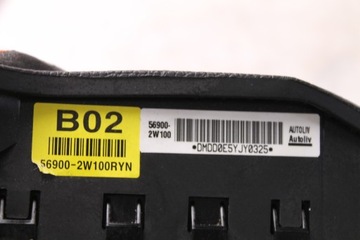 B02
56900-2W100RYN
56900-
2W100
*DMDD0E5YJY0325*
AUTOLIV
Autoliv